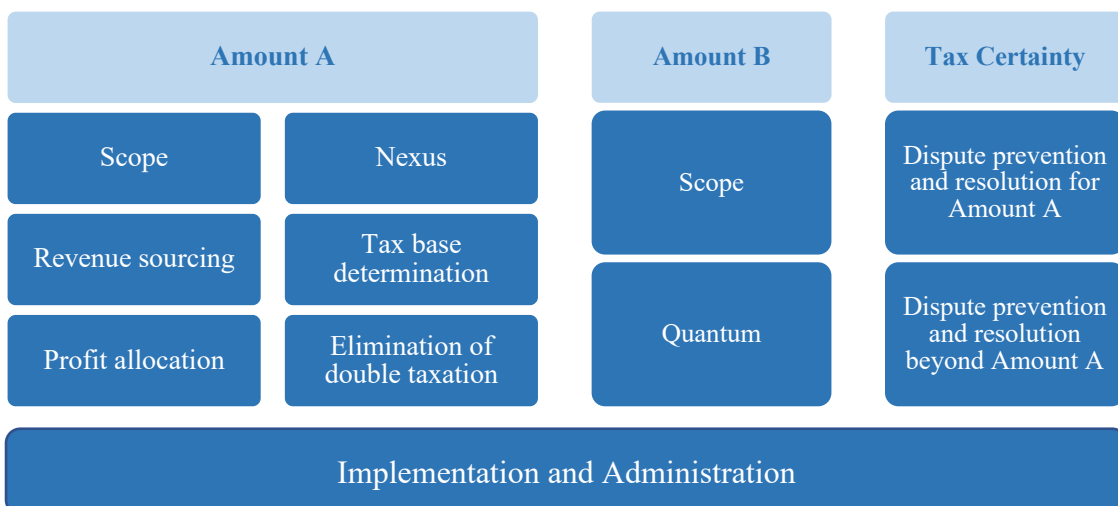 Amount A
Amount B
Tax Certainty
Scope
Nexus
Revenue sourcing
Tax base
determination
Profit allocation
Elimination of
double taxation
Scope
Quantum
Dispute prevention
and resolution for
Amount A
Dispute prevention
and resolution
beyond Amount A
Implementation and Administration